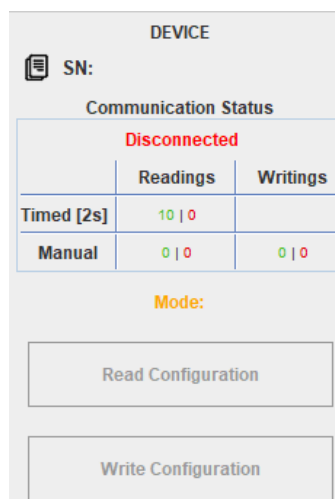 DEVICE
SN:
Communication Status
Disconnected
Readings Writings
Timed [2s] 10 | 0
Manual 0 | 0 0 | 0
Mode:
Read Configuration
Write Configuration